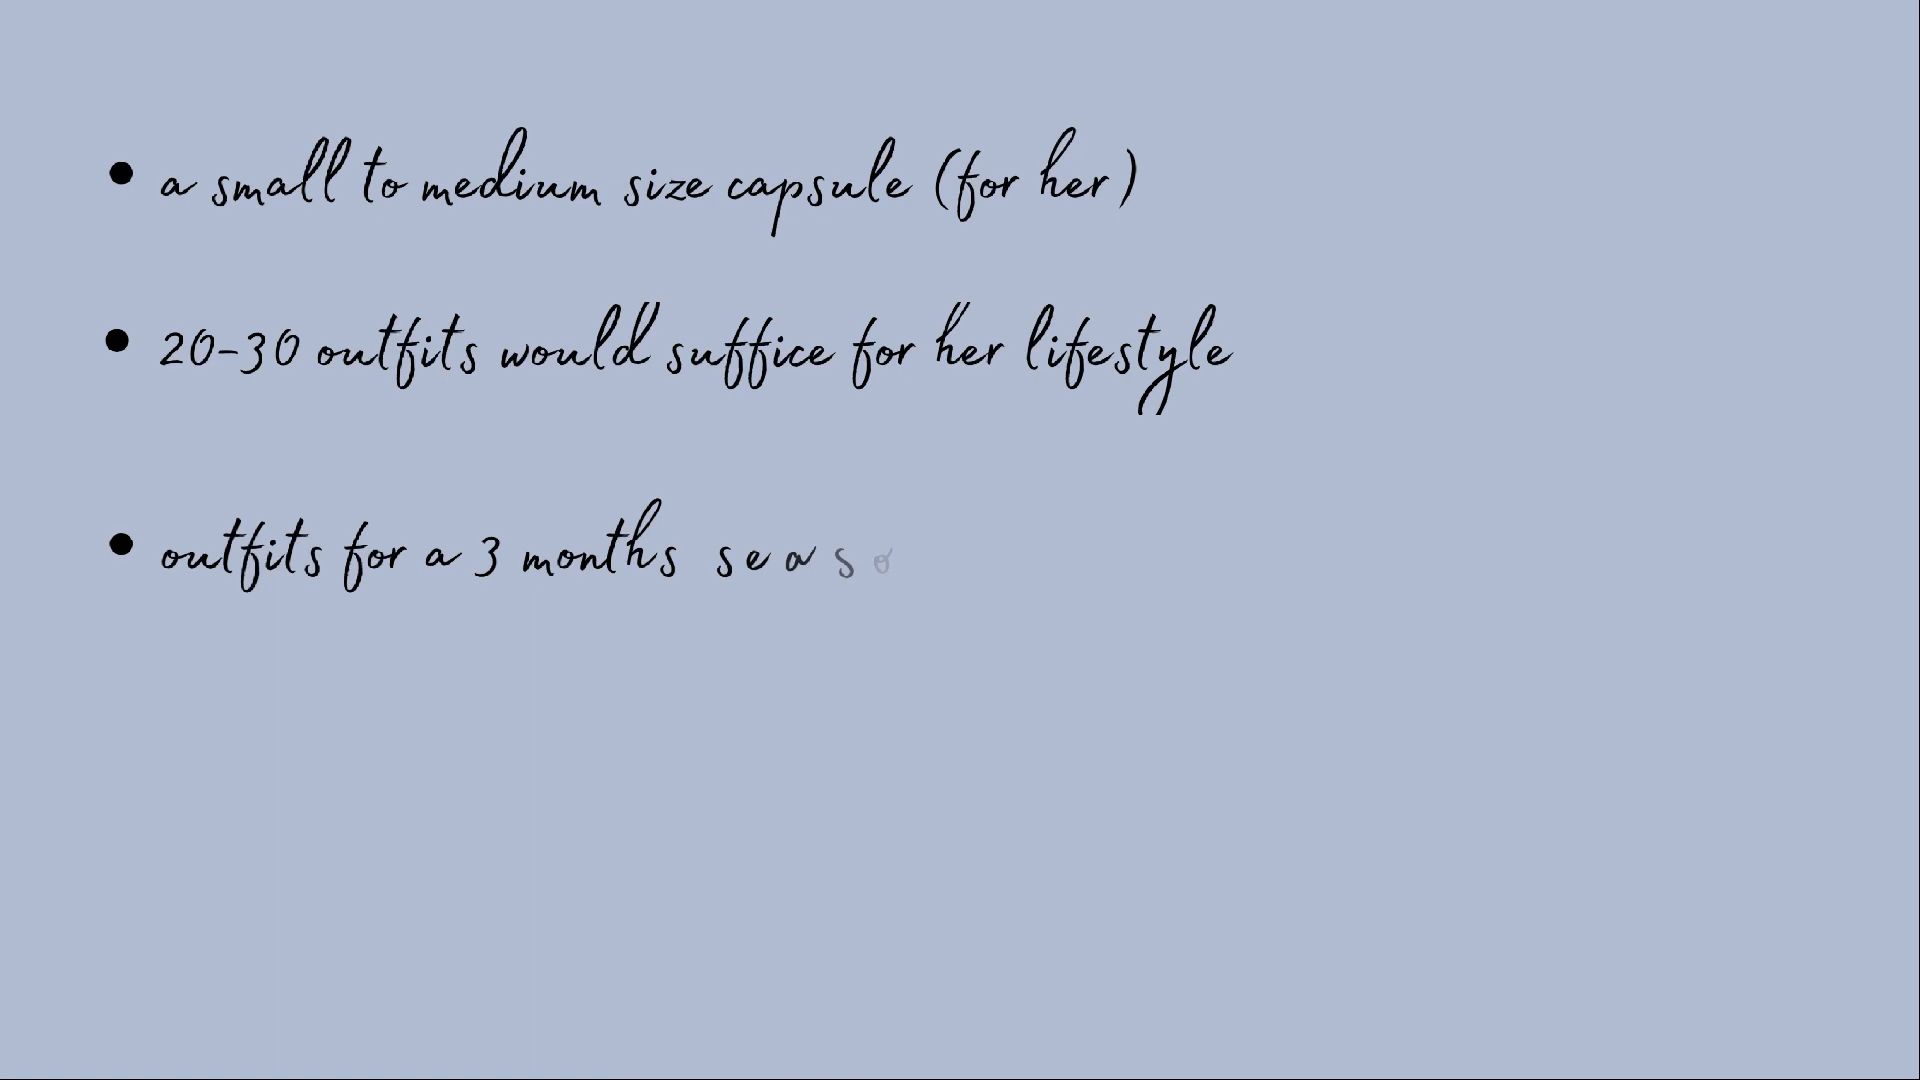 • a small to medium size capsule (for her)
• 20-30 outfits would suffice for her lifestyle
• outfits for a 3 months seaso